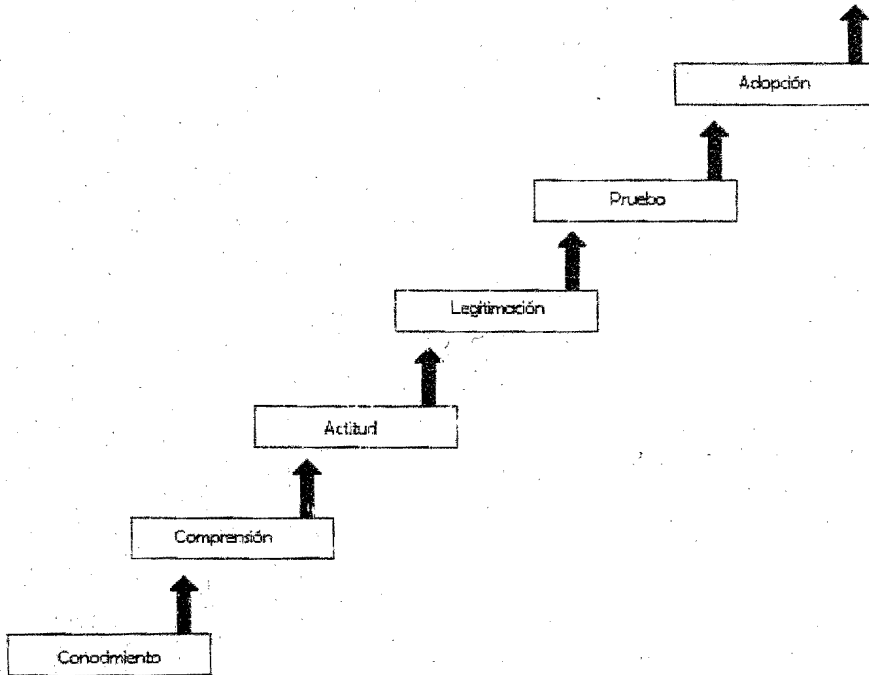 Adopción
Prueba
Legitimación
Actitud
Comprensión
Conocimiento